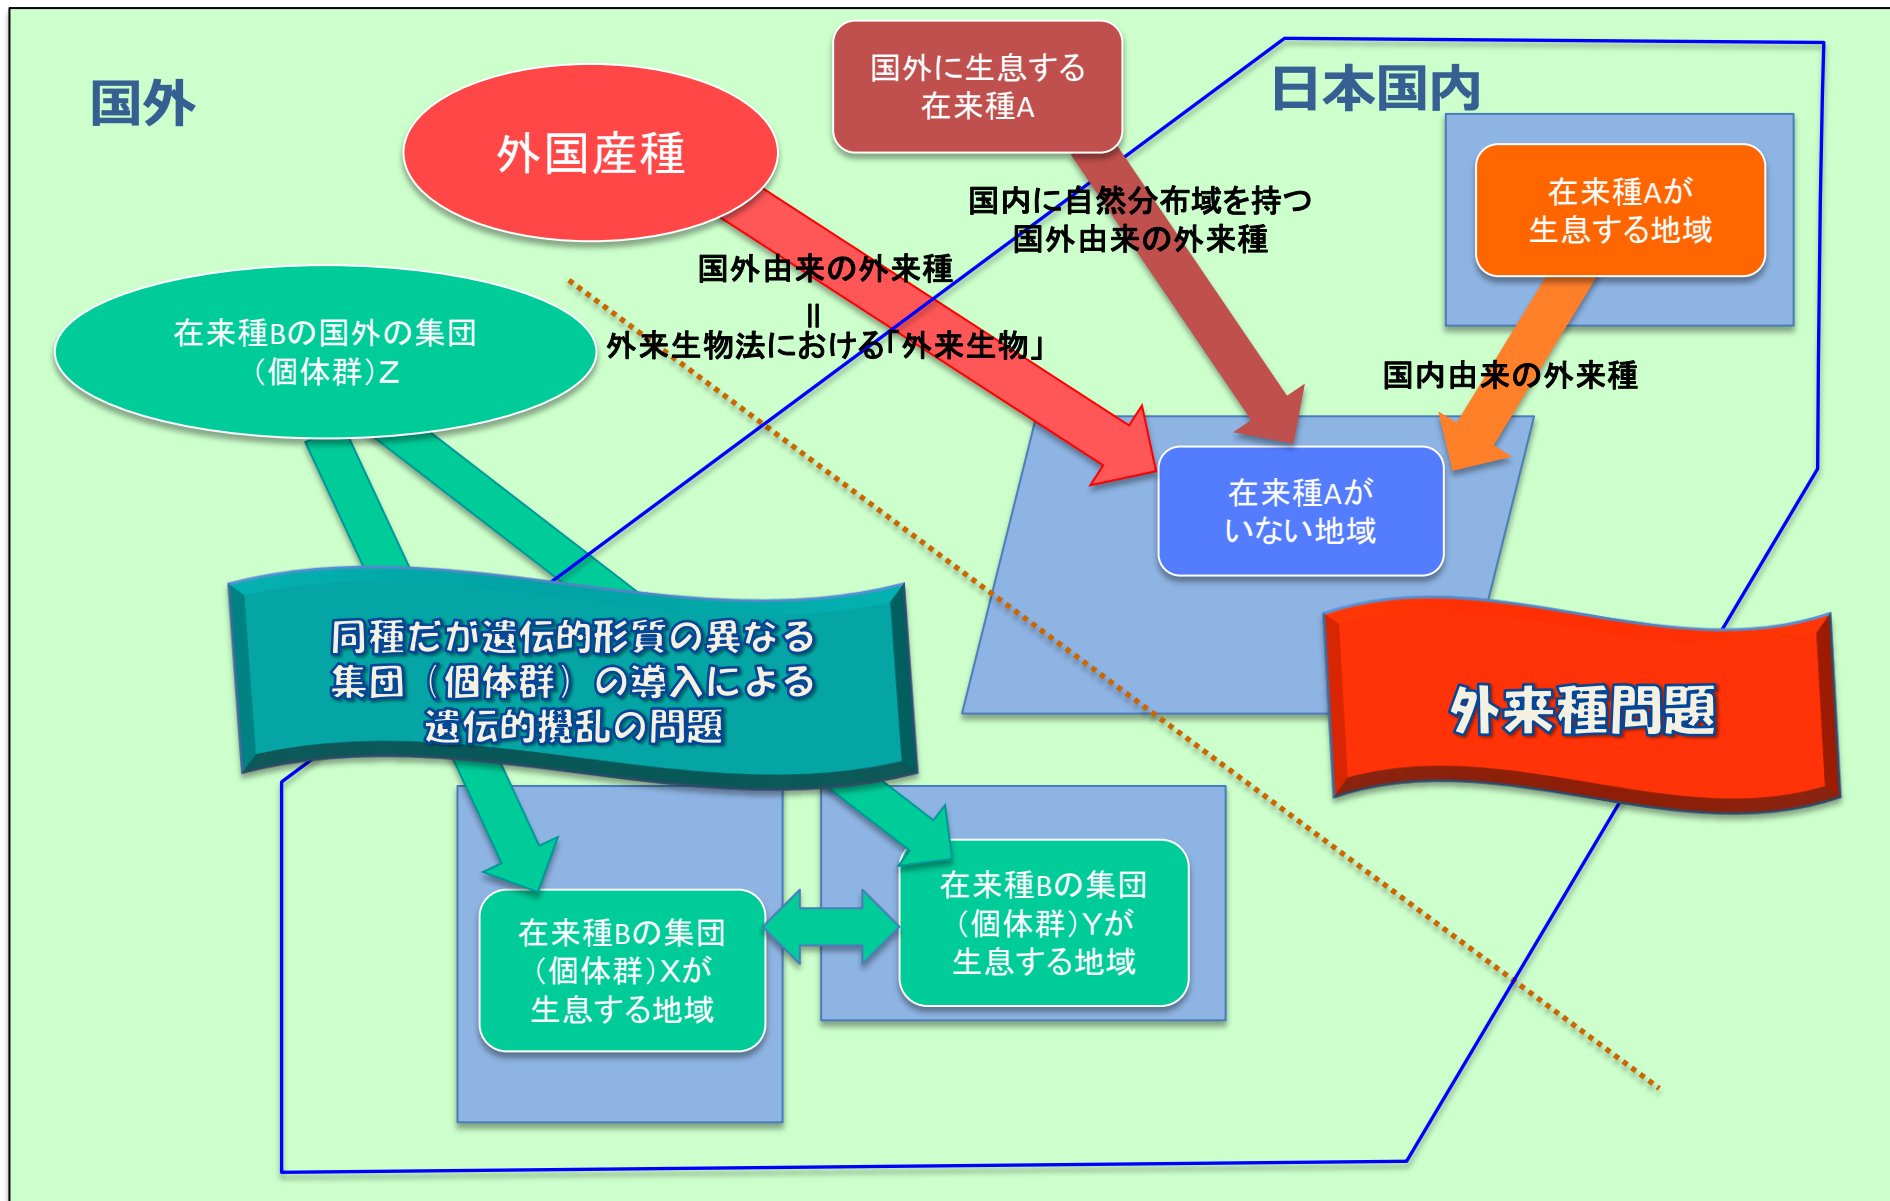 国外
国外に生息する
在来種A
日本国内
外国産種
在来種Aが
生息する地域
国内に自然分布域を持つ
国外由来の外来種
国外由来の外来種
=
外来生物法における「外来生物」
在来種Bの国外の集団
(個体群)Z
国内由来の外来種
在来種Aが
いない地域
同種だが遺伝的形質の異なる
集団(個体群)の導入による
遺伝的攪乱の問題
外来種問題
在来種Bの集団
(個体群)Xが
生息する地域
在来種Bの集団
(個体群)Yが
生息する地域